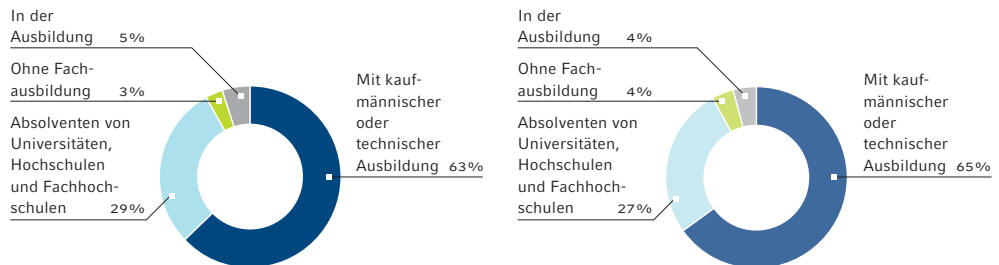 In der
Ausbildung 5%
Ohne Fach-
ausbildung 3%
Absolventen von
Universitäten,
Hochschulen
und Fachhoch-
schulen 29%
Mit kauf-
männischer
oder
technischer
Ausbildung 63%
In der
Ausbildung 4%
Ohne Fach-
ausbildung 4%
Absolventen von
Universitäten,
Hochschulen
und Fachhoch-
schulen 27%
Mit kauf-
männischer
oder
technischer
Ausbildung 65%